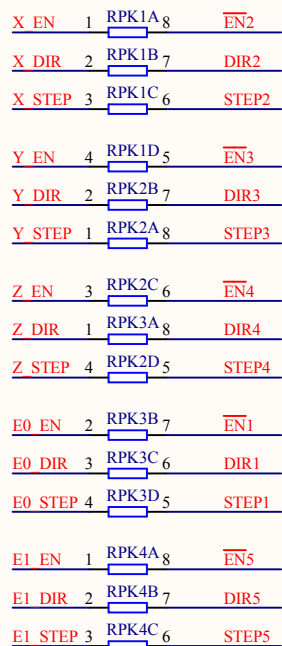 X_EN 1 RPK1A 8 EN2
X_DIR 2 RPK1B 7 DIR2
X_STEP 3 RPK1C 6 STEP2
Y_EN 4 RPK1D 5 EN3
Y_DIR 2 RPK2B 7 DIR3
Y_STEP 1 RPK2A 8 STEP3
Z_EN 3 RPK2C 6 EN4
Z_DIR 1 RPK3A 8 DIR4
Z_STEP 4 RPK2D 5 STEP4
E0_EN 2 RPK3B 7 EN1
E0_DIR 3 RPK3C 6 DIR1
E0_STEP 4 RPK3D 5 STEP1
E1_EN 1 RPK4A 8 EN5
E1_DIR 2 RPK4B 7 DIR5
E1_STEP 3 RPK4C 6 STEP5